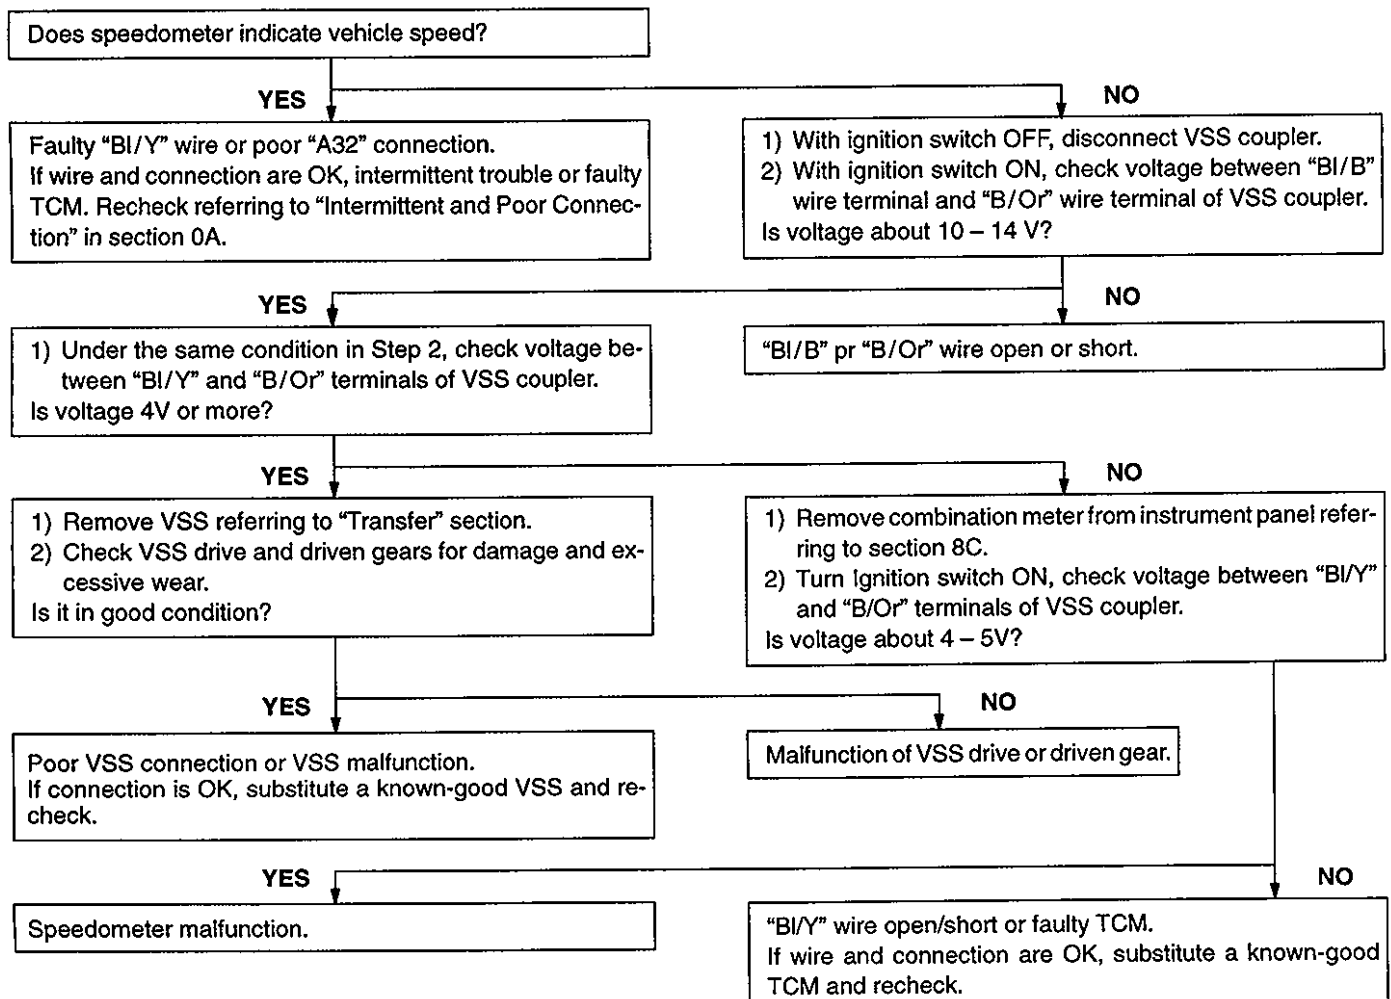 Does speedometer indicate vehicle speed?
YES
NO
Faulty “Bl/Y” wire or poor “A32” connection.
If wire and connection are OK, intermittent trouble or faulty
TCM. Recheck referring to “Intermittent and Poor Connec-
tion” in section 0A.
1) With ignition switch OFF, disconnect VSS coupler.
2) With ignition switch ON, check voltage between “Bl/B”
wire terminal and “B/Or” wire terminal of VSS coupler.
Is voltage about 10 – 14 V?
YES
NO
1) Under the same condition in Step 2, check voltage be-
tween “Bl/Y” and “B/Or” terminals of VSS coupler.
Is voltage 4V or more?
“Bl/B” pr “B/Or” wire open or short.
YES
NO
1) Remove VSS referring to “Transfer” section.
2) Check VSS drive and driven gears for damage and ex-
cessive wear.
Is it in good condition?
1) Remove combination meter from instrument panel refer-
ring to section 8C.
2) Turn ignition switch ON, check voltage between “Bl/Y”
and “B/Or” terminals of VSS coupler.
Is voltage about 4 – 5V?
YES
NO
Poor VSS connection or VSS malfunction.
If connection is OK, substitute a known-good VSS and re-
check.
Malfunction of VSS drive or driven gear.
YES
NO
Speedometer malfunction.
“Bl/Y” wire open/short or faulty TCM.
If wire and connection are OK, substitute a known-good
TCM and recheck.